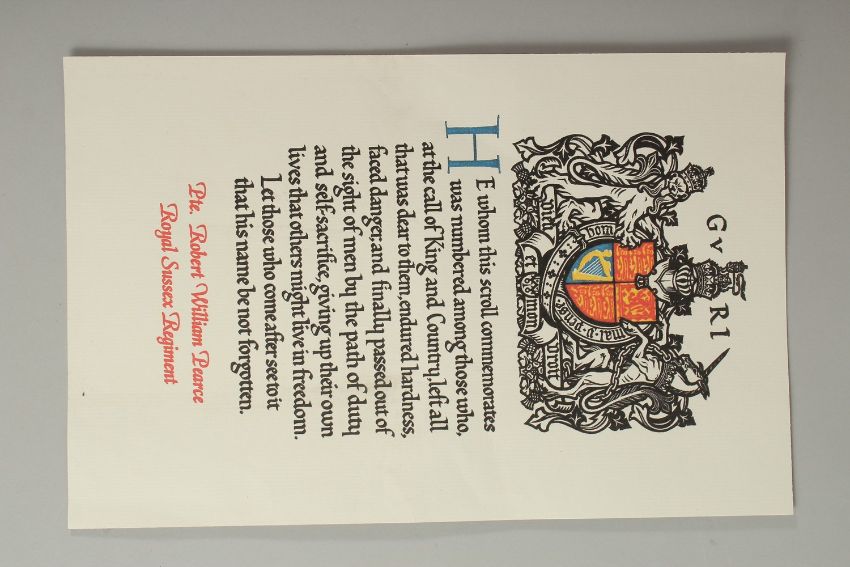 GV RI
HE whom this scroll commemorates
was numbered among those who,
at the call of King and Country, left all
that was dear to them, endured hardness,
faced danger, and finally passed out of
the sight of men by the path of duty
and self-sacrifice, giving up their own
lives that others might live in freedom.
Let those who come after see to it
that his name be not forgotten.
Pte. Robert William Pearce
Royal Sussex Regiment